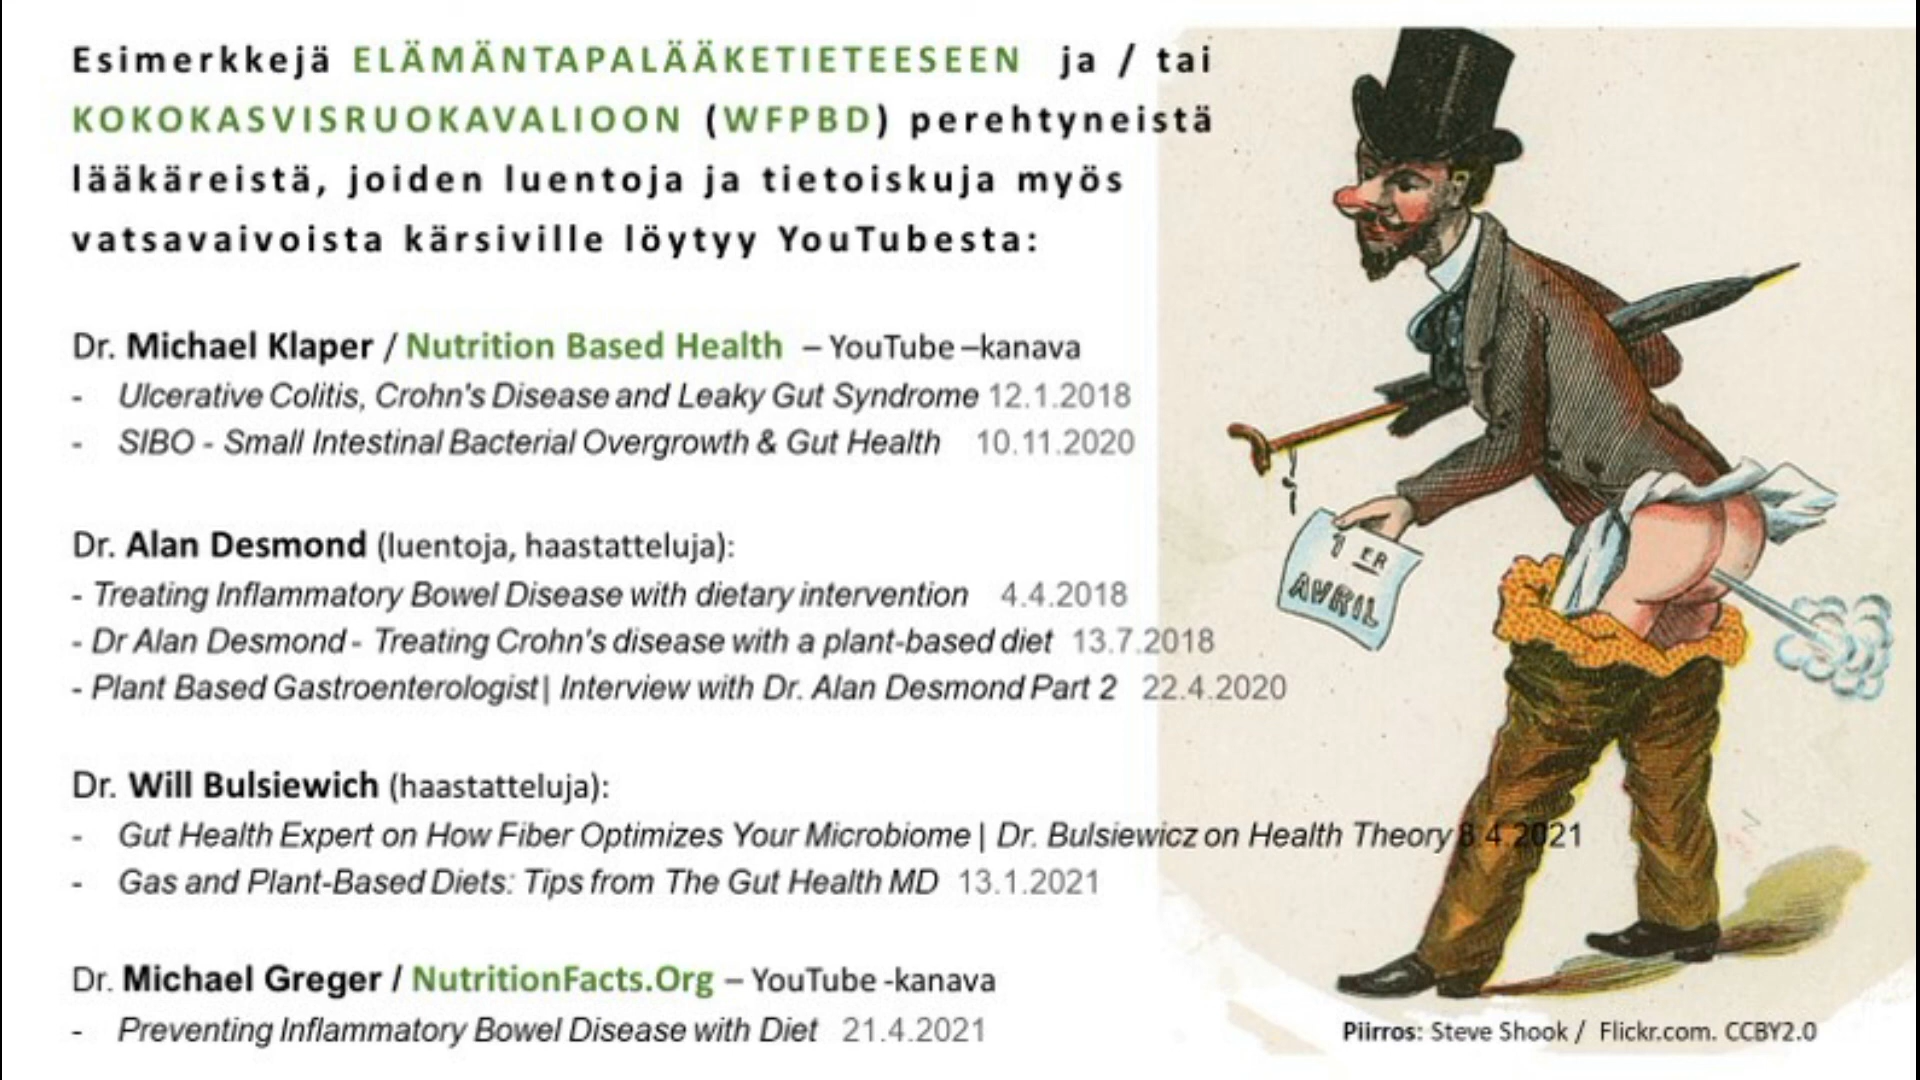 Esimerkkejä ELÄMÄNTAPALÄÄKETIETEESEEN ja / tai
KOKOKASVISRUOKAVALIOON (WFPBD) perehtyneistä
lääkäreistä, joiden luentoja ja tietoiskuja myös
vatsavaivoista kärsiville löytyy YouTubesta:
Dr. Michael Klaper / Nutrition Based Health – YouTube –kanava
- Ulcerative Colitis, Crohn's Disease and Leaky Gut Syndrome 12.1.2018
- SIBO - Small Intestinal Bacterial Overgrowth & Gut Health 10.11.2020
Dr. Alan Desmond (luentoja, haastatteluja):
- Treating Inflammatory Bowel Disease with dietary intervention 4.4.2018
- Dr Alan Desmond - Treating Crohn's disease with a plant-based diet 13.7.2018
- Plant Based Gastroenterologist| Interview with Dr. Alan Desmond Part 2 22.4.2020
Dr. Will Bulsiewich (haastatteluja):
- Gut Health Expert on How Fiber Optimizes Your Microbiome | Dr. Bulsiewicz on Health Theory 8.4.2021
- Gas and Plant-Based Diets: Tips from The Gut Health MD 13.1.2021
Dr. Michael Greger / NutritionFacts.Org – YouTube -kanava
- Preventing Inflammatory Bowel Disease with Diet 21.4.2021
1 ER
AVRIL
Piirros: Steve Shook / Flickr.com. CCBY2.0